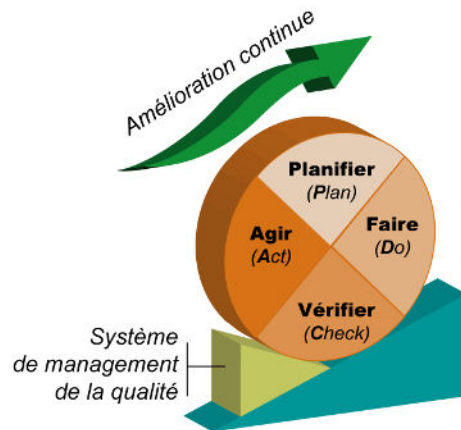 Amélioration continue
Planifier
(Plan)
Faire
(Do)
Agir
(Act)
Vérifier
(Check)
Système
de management
de la qualité